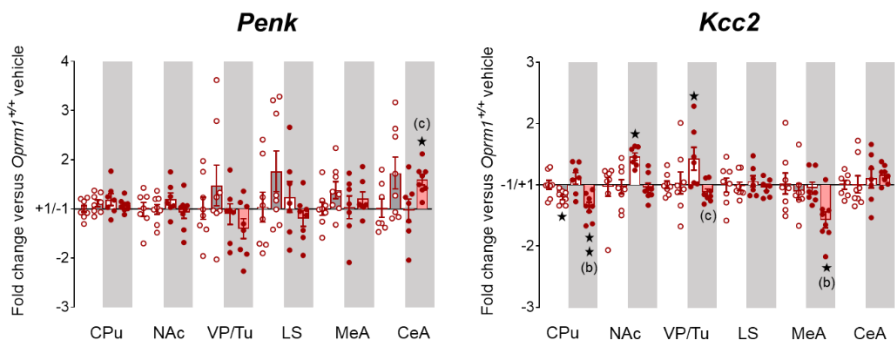 Penk
Fold change versus Oprm1+/+ vehicle
4
3
2
+1/-1
-2
-3
(c)
★
CPu NAc VP/Tu LS MeA CeA
Kcc2
Fold change versus Oprm1+/+ vehicle
3
2
-1/+1
-2
-3
★
★
★
★
(b)
★
(c)
★
(b)
CPu NAc VP/Tu LS MeA CeA